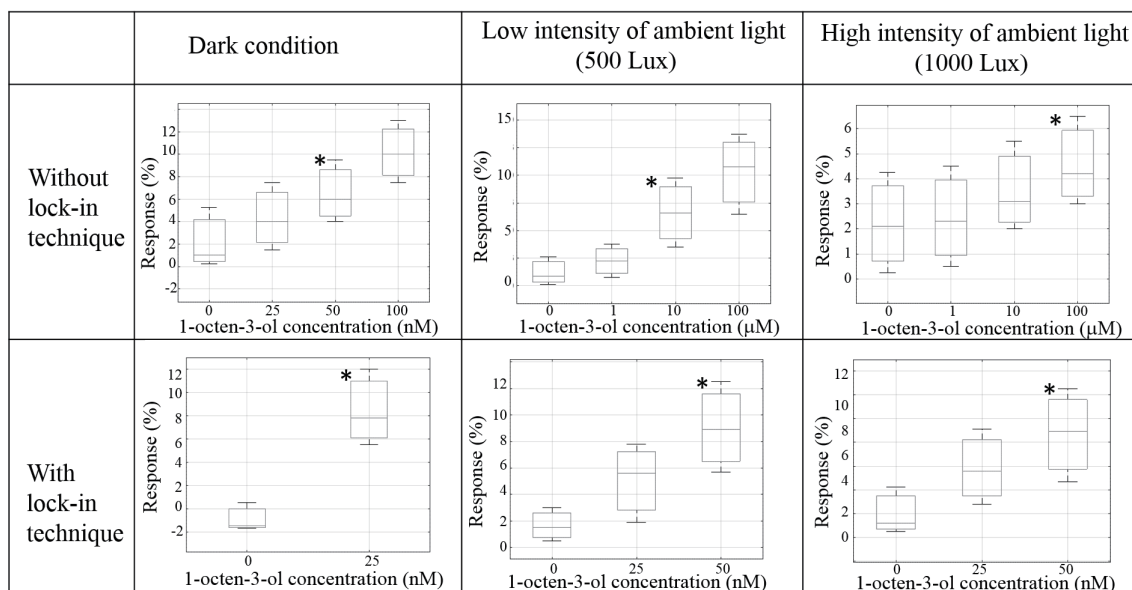 Dark condition
Low intensity of ambient light
(500 Lux)
High intensity of ambient light
(1000 Lux)
Without
lock-in
technique
Response (%)
12
10
8
6
4
2
0
-2
*
0 25 50 100
1-octen-3-ol concentration (nM)
Response (%)
15
10
5
0
*
0 1 10 100
1-octen-3-ol concentration (μM)
Response (%)
6
5
4
3
2
1
0
*
0 1 10 100
1-octen-3-ol concentration (μM)
With
lock-in
technique
Response (%)
12
10
8
6
4
2
0
-2
*
0 25
1-octen-3-ol concentration (nM)
Response (%)
12
10
8
6
4
2
0
*
0 25 50
1-octen-3-ol concentration (nM)
Response (%)
12
10
8
6
4
2
0
*
0 25 50
1-octen-3-ol concentration (nM)